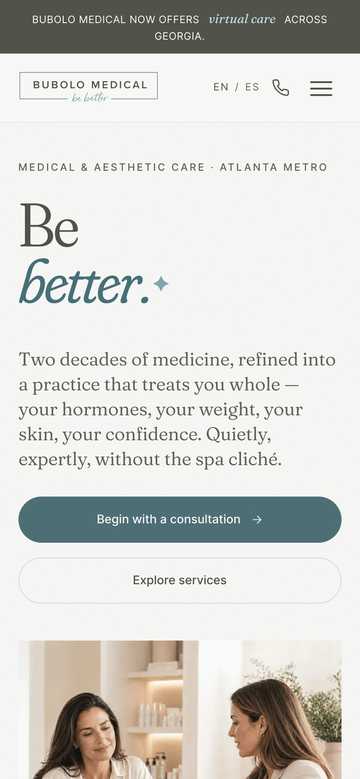 BUBOLO MEDICAL NOW OFFERS virtual care ACROSS
GEORGIA.
BUBOLO MEDICAL
be better
EN / ES
MEDICAL & AESTHETIC CARE · ATLANTA METRO
Be
better.
Two decades of medicine, refined into
a practice that treats you whole —
your hormones, your weight, your
skin, your confidence. Quietly,
expertly, without the spa cliché.
Begin with a consultation →
Explore services